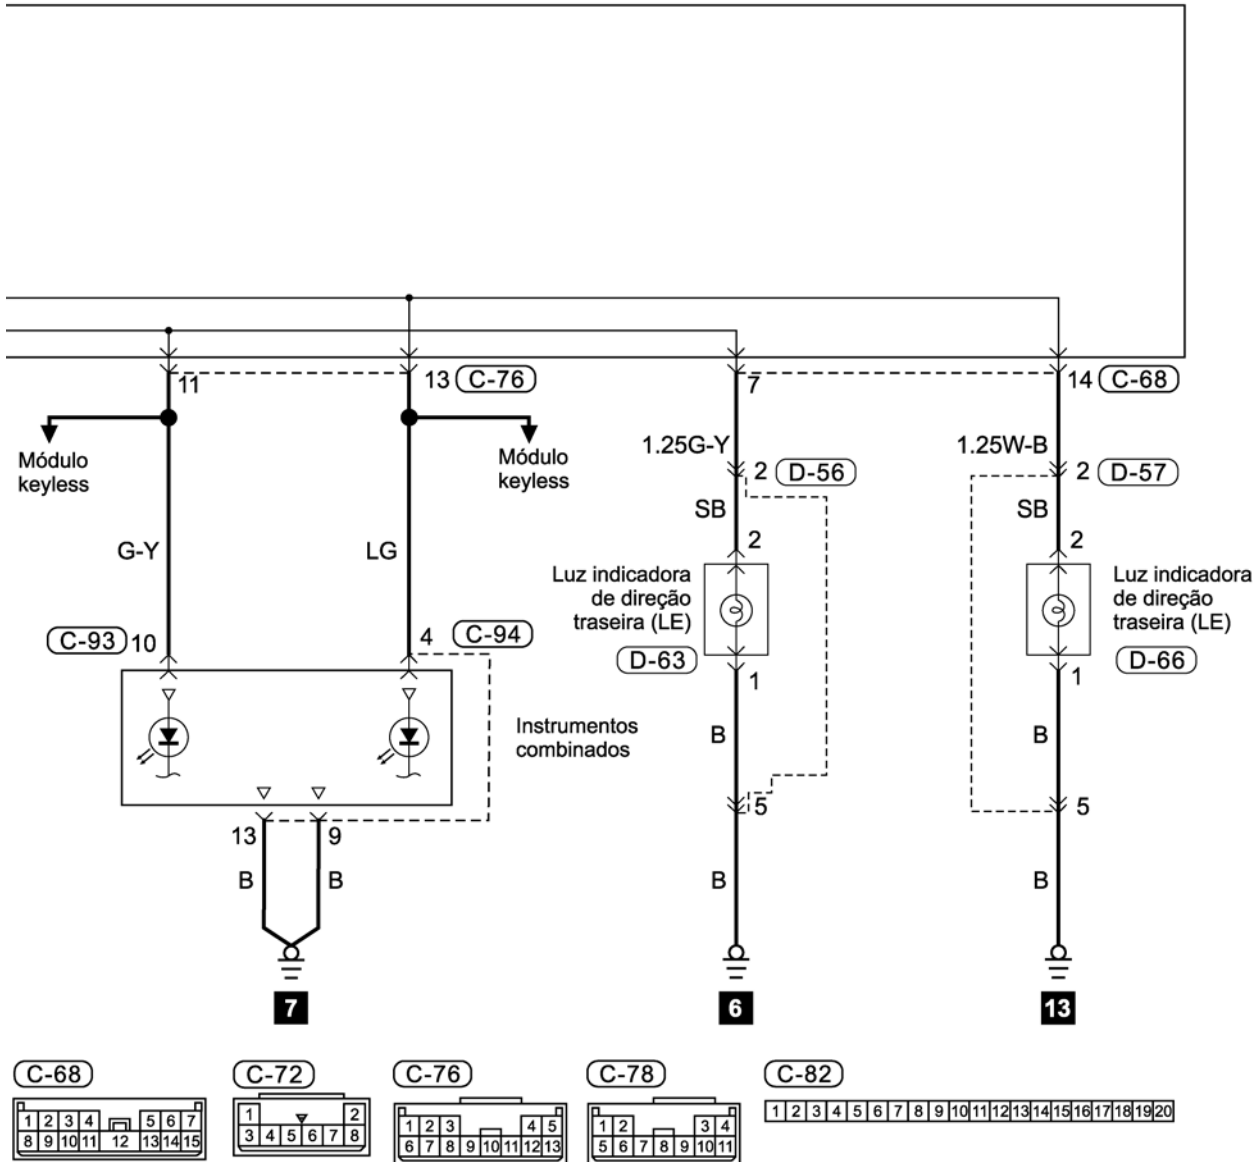 11
13 C-76
7
14 C-68
Módulo
keyless
Módulo
keyless
1.25G-Y
2 D-56
1.25W-B
2 D-57
SB
SB
G-Y
LG
2
2
Luz indicadora
de direção
traseira (LE)
Luz indicadora
de direção
traseira (LE)
C-93 10
4 C-94
D-63
D-66
1
1
Instrumentos
combinados
B
B
5
5
13
9
B
B
B
B
7
6
13
C-68
C-72
C-76
C-78
C-82
1 2 3 4 5 6 7
8 9 10 11 12 13 14 15
1 2
3 4 5 6 7 8
1 2 3 4 5
6 7 8 9 10 11 12 13
1 2 3 4
5 6 7 8 9 10 11
1 2 3 4 5 6 7 8 9 10 11 12 13 14 15 16 17 18 19 20